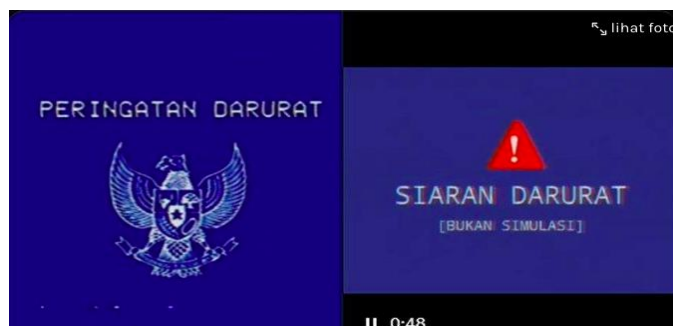 lihat foto
PERINGATAN DARURAT
SIARAN DARURAT
[BUKAN SIMULASI]
0:48